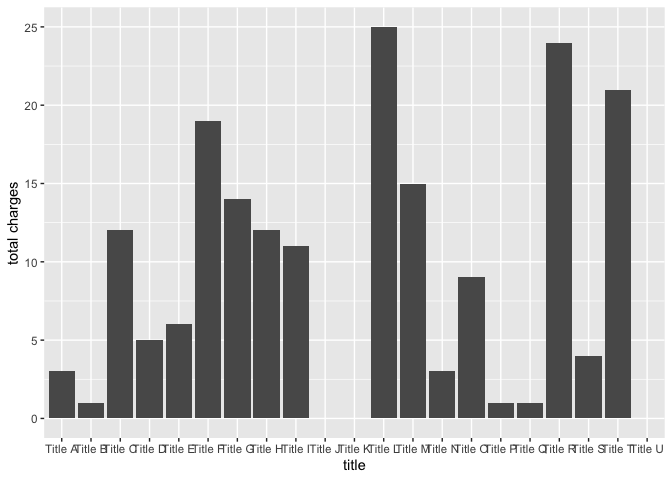 25
20
15
10
5
0
total charges
Title A Title B Title C Title D Title E Title F Title G Title H Title I Title J Title K Title L Title M Title N Title O Title P Title Q Title R Title S Title T Title U
title